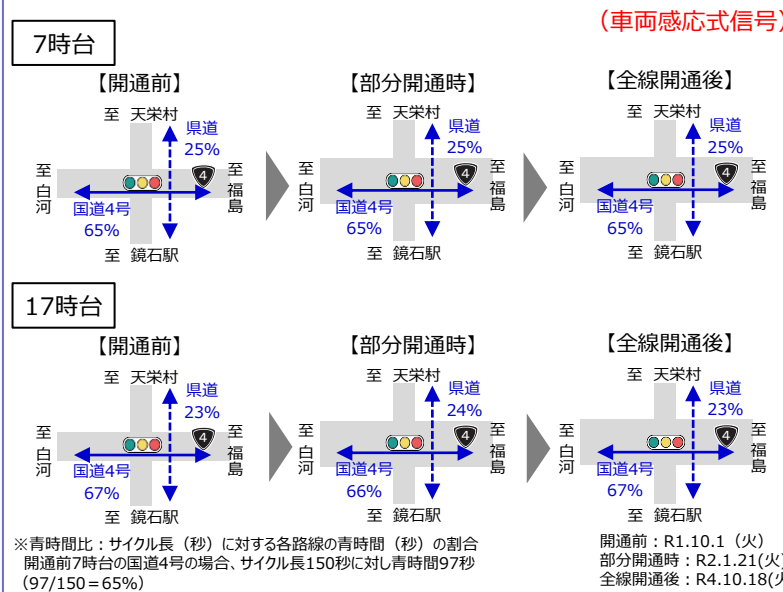 (車両感応式信号)
7時台
【開通前】
【部分開通時】
【全線開通後】
至 天栄村
県道
25%
至白河
4
至福島
国道4号
65%
至 鏡石駅
至 天栄村
県道
25%
至白河
4
至福島
国道4号
65%
至 鏡石駅
至 天栄村
県道
25%
至白河
4
至福島
国道4号
65%
至 鏡石駅
17時台
【開通前】
【部分開通時】
【全線開通後】
至 天栄村
県道
23%
至白河
4
至福島
国道4号
67%
至 鏡石駅
至 天栄村
県道
24%
至白河
4
至福島
国道4号
66%
至 鏡石駅
至 天栄村
県道
23%
至白河
4
至福島
国道4号
67%
至 鏡石駅
※青時間比:サイクル長(秒)に対する各路線の青時間(秒)の割合
開通前7時台の国道4号の場合、サイクル長150秒に対し青時間97秒
(97/150=65%)
開通前:R1.10.1(火)
部分開通時:R2.1.21(火)
全線開通後:R4.10.18(火